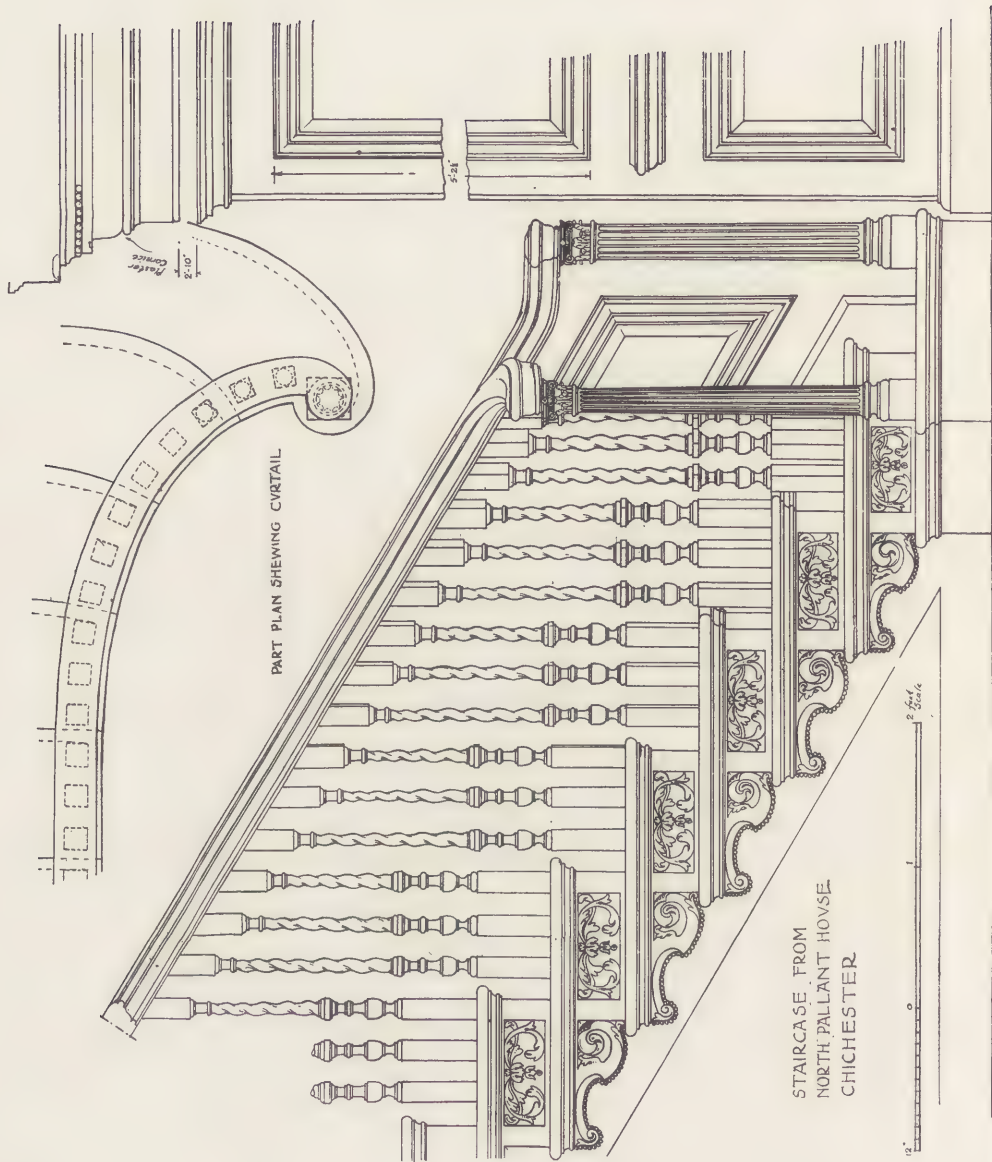 Plaster
Cornice
2'-10"
5'-2½"
PART PLAN SHEWING CVRTAIL
STAIRCASE FROM
NORTH PALLANT HOVSE
CHICHESTER
12" 0 1 2 feet
Scale